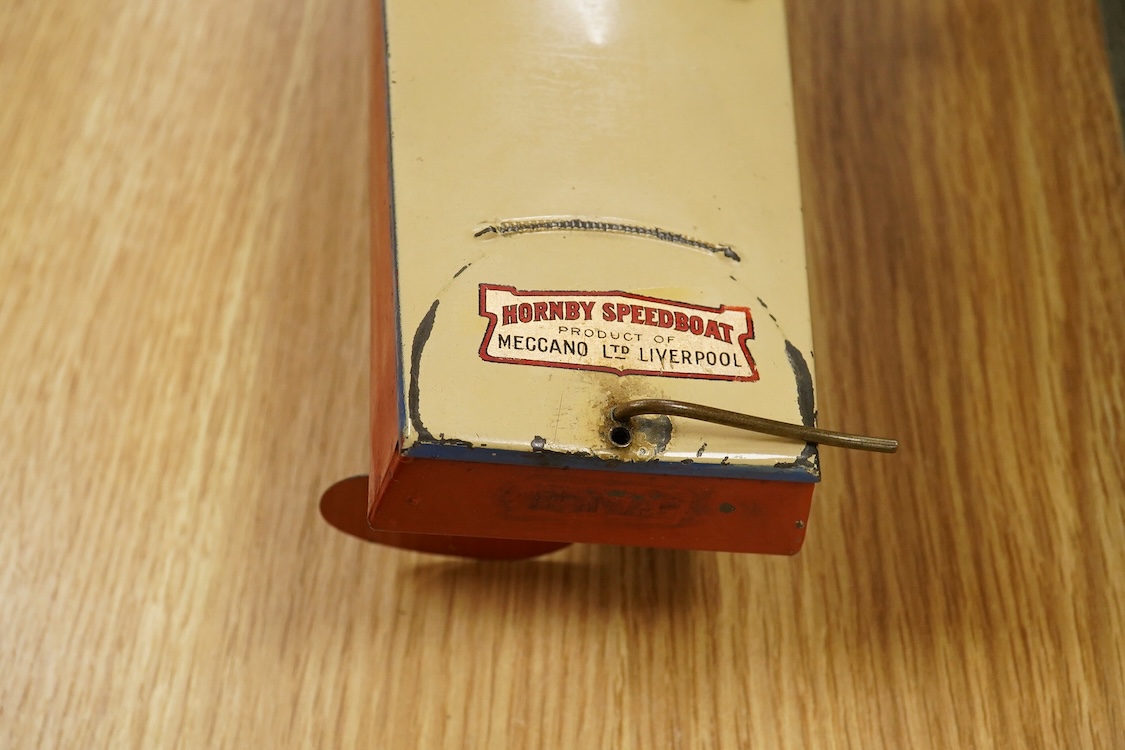 HORNBY SPEEDBOAT
PRODUCT OF
MECCANO LTD LIVERPOOL